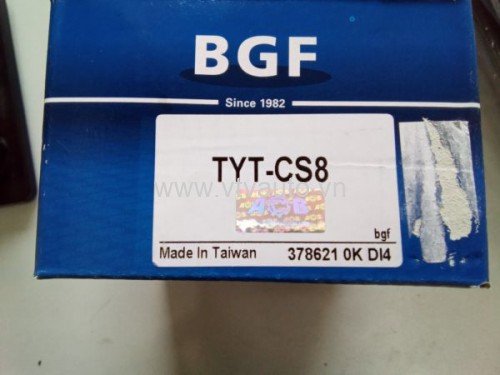 BGF
Since 1982
TYT-CS8
www.vivauto.vn
bgf
Made In Taiwan
378621 0K DI4